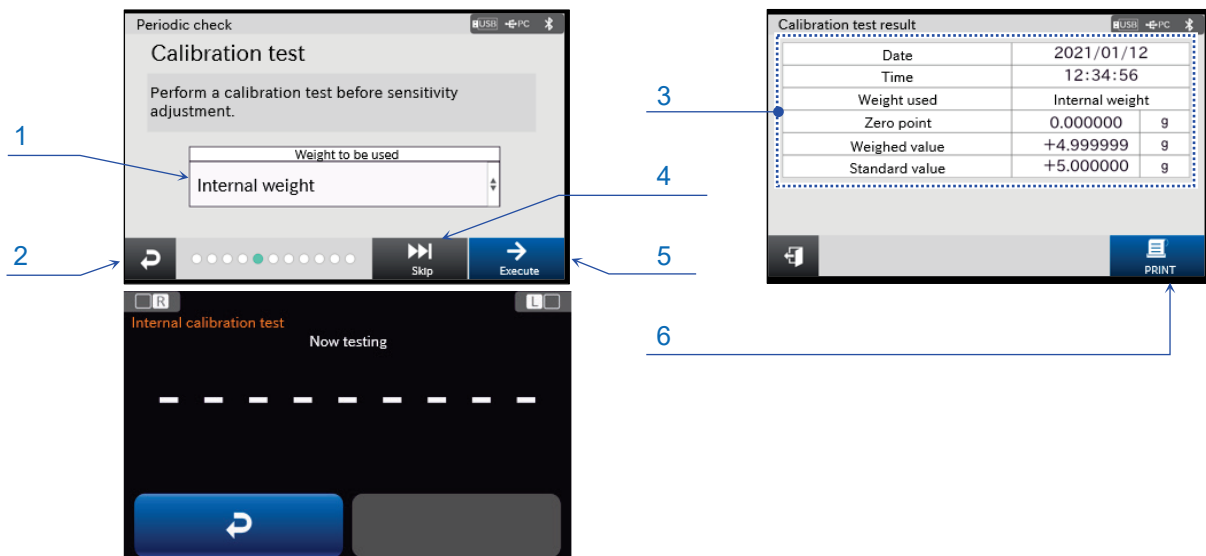 Periodic check
USB PC
Calibration test
Perform a calibration test before sensitivity
adjustment.
Weight to be used
Internal weight
Skip
Execute
1
2
R
L
Internal calibration test
Now testing
3
4
5
6
Calibration test result
USB PC
Date 2021/01/12
Time 12:34:56
Weight used Internal weight
Zero point 0.000000 g
Weighed value +4.999999 g
Standard value +5.000000 g
PRINT